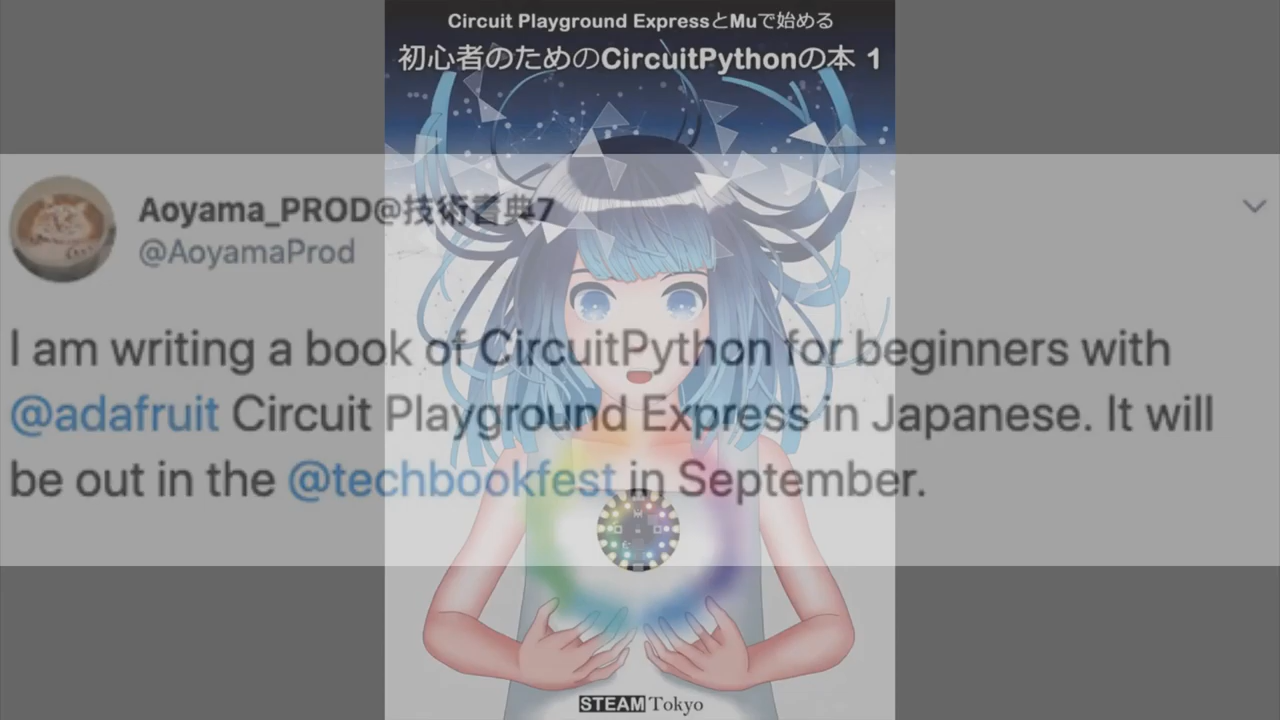 Circuit Playground ExpressとMuで始める
初心者のためのCircuitPythonの本 1
Aoyama_PROD@技術書典7
@AoyamaProd
I am writing a book of CircuitPython for beginners with
@adafruit Circuit Playground Express in Japanese. It will
be out in the @techbookfest in September.
STEAM Tokyo